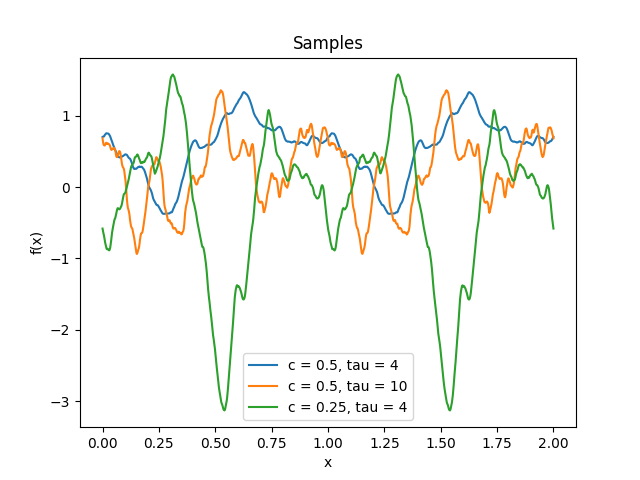 Samples
f(x)
1
0
−1
−2
−3
c = 0.5, tau = 4
c = 0.5, tau = 10
c = 0.25, tau = 4
0.00 0.25 0.50 0.75 1.00 1.25 1.50 1.75 2.00
x